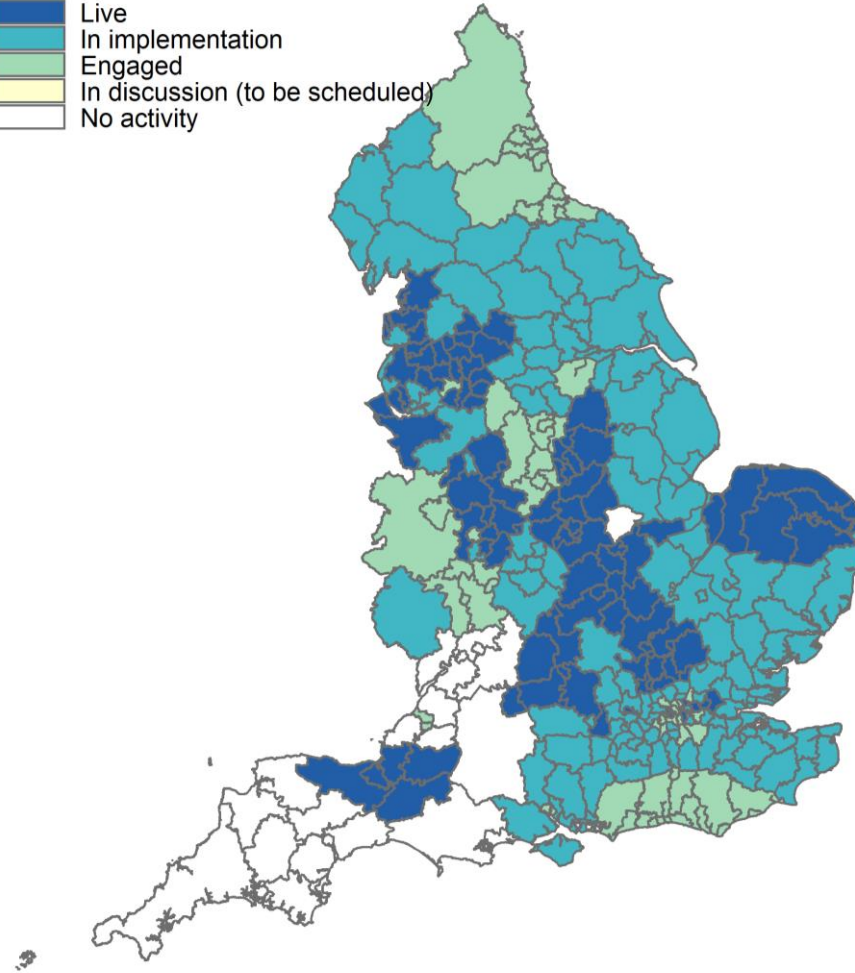 Live
In implementation
Engaged
In discussion (to be scheduled)
No activity